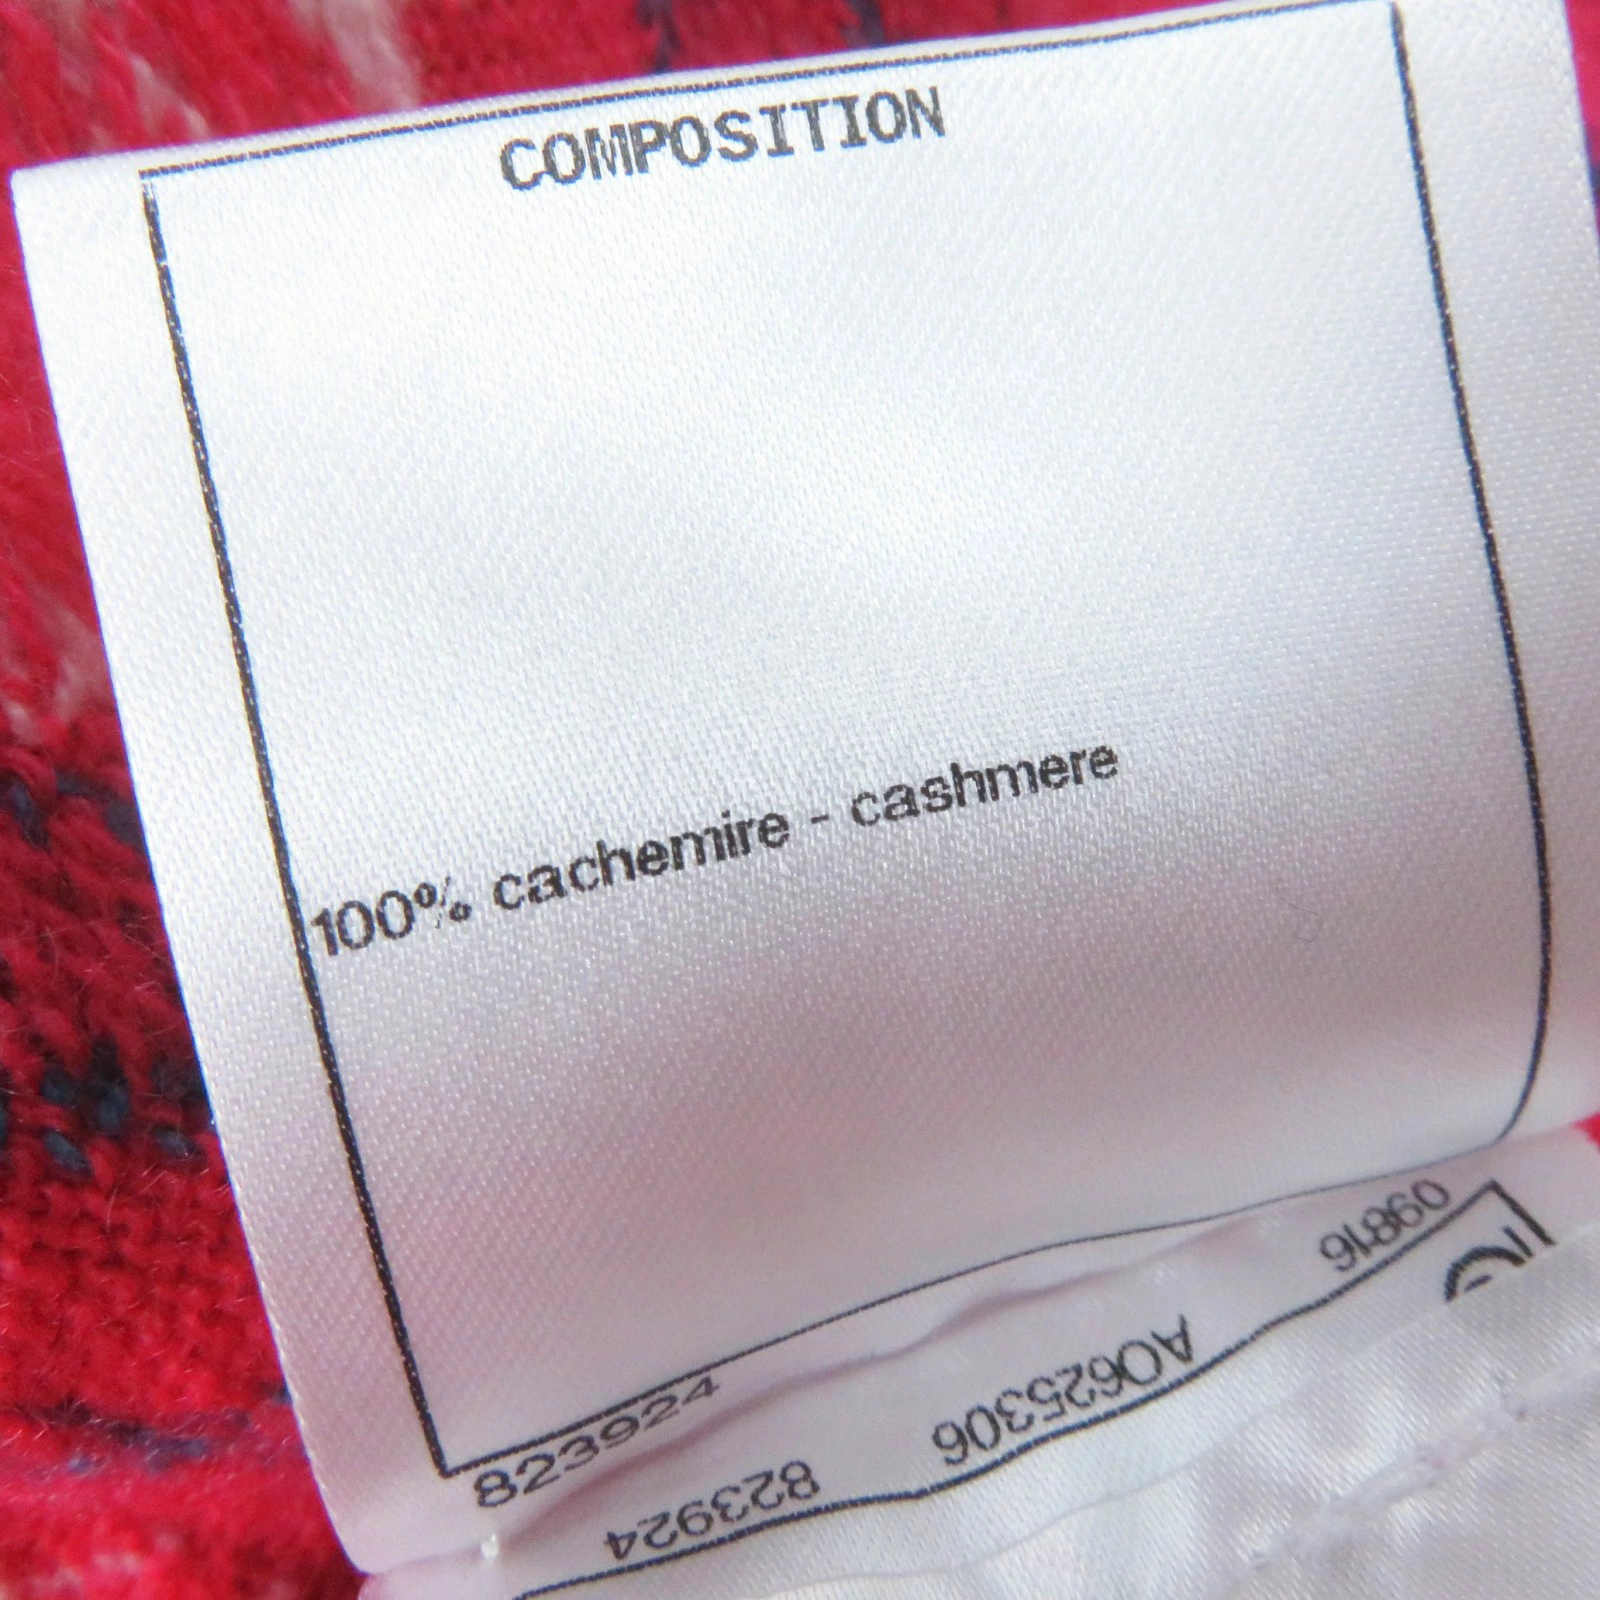 COMPOSITION
100% cachemire - cashmere
823924
09816
A0625306
823924